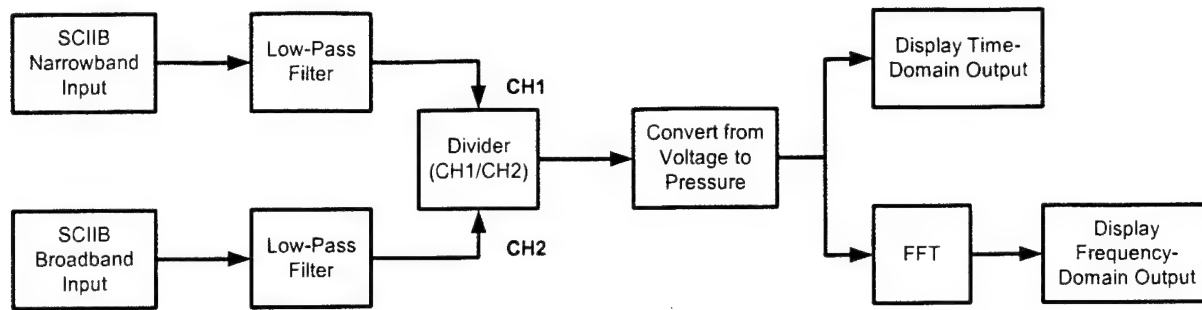 SCIIB
Narrowband
Input
Low-Pass
Filter
CH1
Divider
(CH1/CH2)
CH2
SCIIB
Broadband
Input
Low-Pass
Filter
Convert from
Voltage to
Pressure
Display Time-
Domain Output
FFT
Display
Frequency-
Domain Output